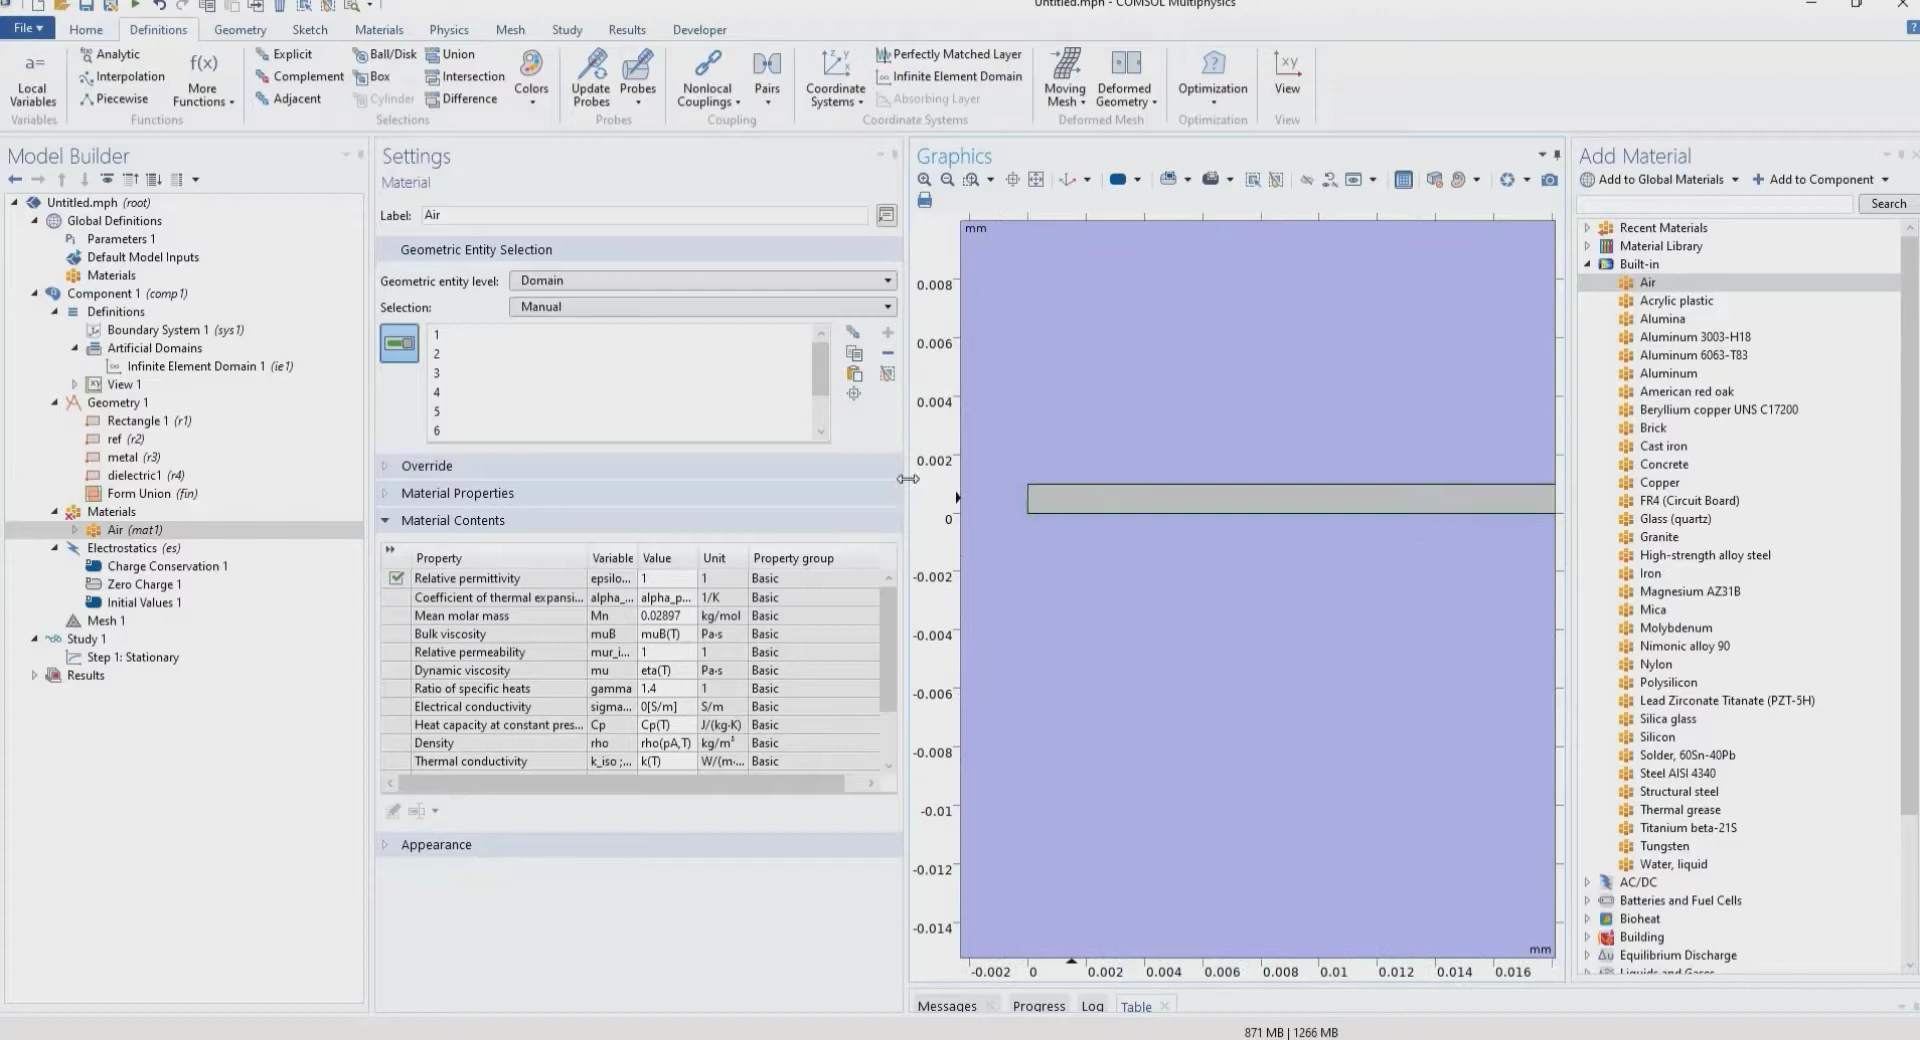 Untitled.mph - COMSOL Multiphysics
File Home Definitions Geometry Sketch Materials Physics Mesh Study Results Developer
a= Local Variables
Variables
Analytic
Interpolation
Piecewise
f(x) More Functions
Functions
Explicit
Complement
Adjacent
Ball/Disk
Box
Cylinder
Union
Intersection
Difference
Colors
Selections
Update Probes
Probes
Probes
Nonlocal Couplings
Pairs
Coupling
Coordinate Systems
Perfectly Matched Layer
Infinite Element Domain
Absorbing Layer
Coordinate Systems
Moving Mesh
Deformed Geometry
Deformed Mesh
Optimization
Optimization
View
View
Model Builder
Untitled.mph (root)
Global Definitions
Parameters 1
Default Model Inputs
Materials
Component 1 (comp1)
Definitions
Boundary System 1 (sys1)
Artificial Domains
Infinite Element Domain 1 (ie1)
View 1
Geometry 1
Rectangle 1 (r1)
ref (r2)
metal (r3)
dielectric1 (r4)
Form Union (fin)
Materials
Air (mat1)
Electrostatics (es)
Charge Conservation 1
Zero Charge 1
Initial Values 1
Mesh 1
Study 1
Step 1: Stationary
Results
Settings
Material
Label: Air
Geometric Entity Selection
Geometric entity level: Domain
Selection: Manual
1
2
3
4
5
6
Override
Material Properties
Material Contents
Property Variable Value Unit Property group
Relative permittivity epsilo... 1 1 Basic
Coefficient of thermal expansi... alpha_... alpha_p... 1/K Basic
Mean molar mass Mn 0.02897 kg/mol Basic
Bulk viscosity muB muB(T) Pa·s Basic
Relative permeability mur_i... 1 1 Basic
Dynamic viscosity mu eta(T) Pa·s Basic
Ratio of specific heats gamma 1.4 1 Basic
Electrical conductivity sigma... 0[S/m] S/m Basic
Heat capacity at constant pres... Cp Cp(T) J/(kg·K) Basic
Density rho rho(pA,T) kg/m³ Basic
Thermal conductivity k_iso ;... k(T) W/(m·... Basic
Appearance
Graphics
mm
0.008
0.006
0.004
0.002
0
-0.002
-0.004
-0.006
-0.008
-0.01
-0.012
-0.014
mm
-0.002 0 0.002 0.004 0.006 0.008 0.01 0.012 0.014 0.016
Messages Progress Log Table
Add Material
Add to Global Materials Add to Component
Search
Recent Materials
Material Library
Built-in
Air
Acrylic plastic
Alumina
Aluminum 3003-H18
Aluminum 6063-T83
Aluminum
American red oak
Beryllium copper UNS C17200
Brick
Cast iron
Concrete
Copper
FR4 (Circuit Board)
Glass (quartz)
Granite
High-strength alloy steel
Iron
Magnesium AZ31B
Mica
Molybdenum
Nimonic alloy 90
Nylon
Polysilicon
Lead Zirconate Titanate (PZT-5H)
Silica glass
Silicon
Solder, 60Sn-40Pb
Steel AISI 4340
Structural steel
Thermal grease
Titanium beta-21S
Tungsten
Water, liquid
AC/DC
Batteries and Fuel Cells
Bioheat
Building
Equilibrium Discharge
Liquids and Gases
871 MB | 1266 MB